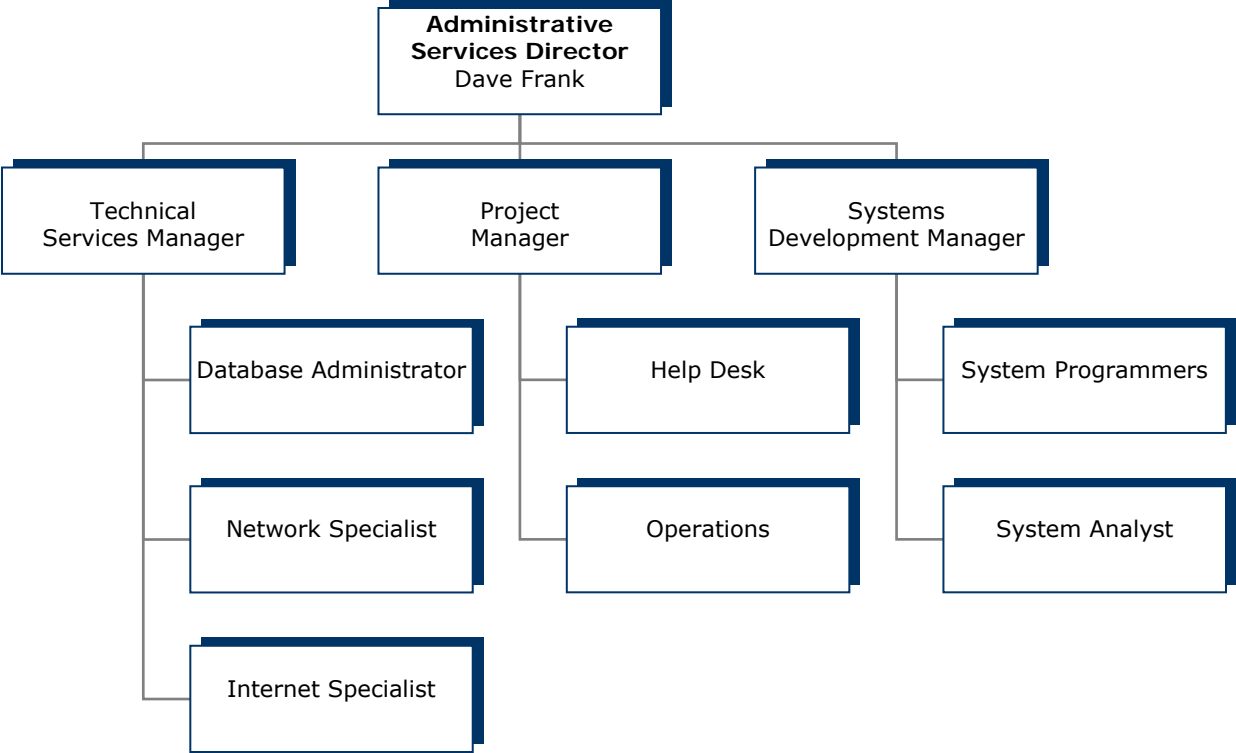 Administrative
Services Director
Dave Frank
Technical
Services Manager
Project
Manager
Systems
Development Manager
Database Administrator
Help Desk
System Programmers
Network Specialist
Operations
System Analyst
Internet Specialist